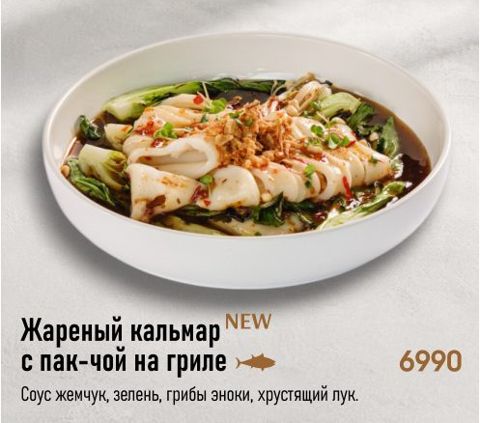 Жареный кальмар NEW
с пак-чой на гриле
6990
Соус жемчук, зелень, грибы эноки, хрустящий лук.